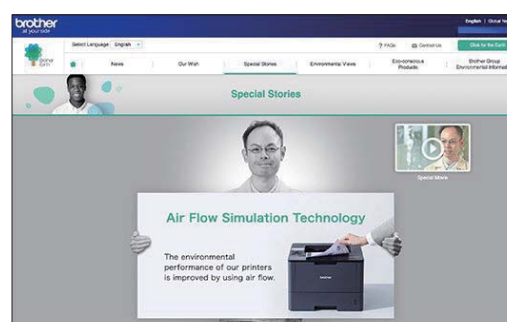 brother
at your side
English | Global
Select Language English
? FAQs Contact Us Click for the Earth
brother
earth
News Our Wish Special Stories Environmental Views Eco-conscious
Products Brother Group
Environmental
Special Stories
Special Movie
Air Flow Simulation Technology
The environmental
performance of our printers
is improved by using air flow.
brother